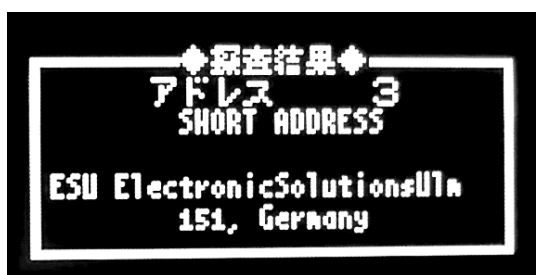 ◆探査結果◆
アドレス 3
SHORT ADDRESS
ESU ElectronicSolutionsUlm
151, Germany